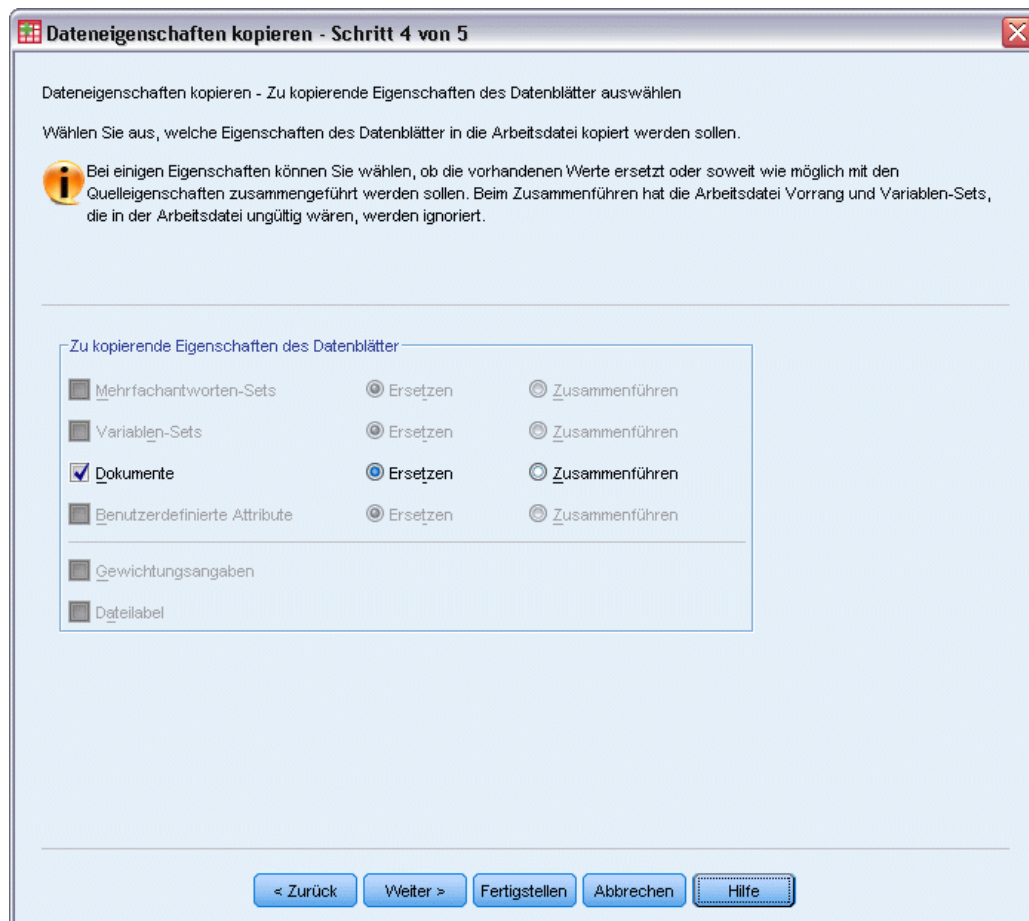 Dateneigenschaften kopieren - Schritt 4 von 5
Dateneigenschaften kopieren - Zu kopierende Eigenschaften des Datenblätter auswählen
Wählen Sie aus, welche Eigenschaften des Datenblätter in die Arbeitsdatei kopiert werden sollen.
Bei einigen Eigenschaften können Sie wählen, ob die vorhandenen Werte ersetzt oder soweit wie möglich mit den
Quelleigenschaften zusammengeführt werden sollen. Beim Zusammenführen hat die Arbeitsdatei Vorrang und Variablen-Sets,
die in der Arbeitsdatei ungültig wären, werden ignoriert.
Zu kopierende Eigenschaften des Datenblätter
Mehrfachantworten-Sets Ersetzen Zusammenführen
Variablen-Sets Ersetzen Zusammenführen
Dokumente Ersetzen Zusammenführen
Benutzerdefinierte Attribute Ersetzen Zusammenführen
Gewichtungsangaben
Dateilabel
< Zurück Weiter > Fertigstellen Abbrechen Hilfe